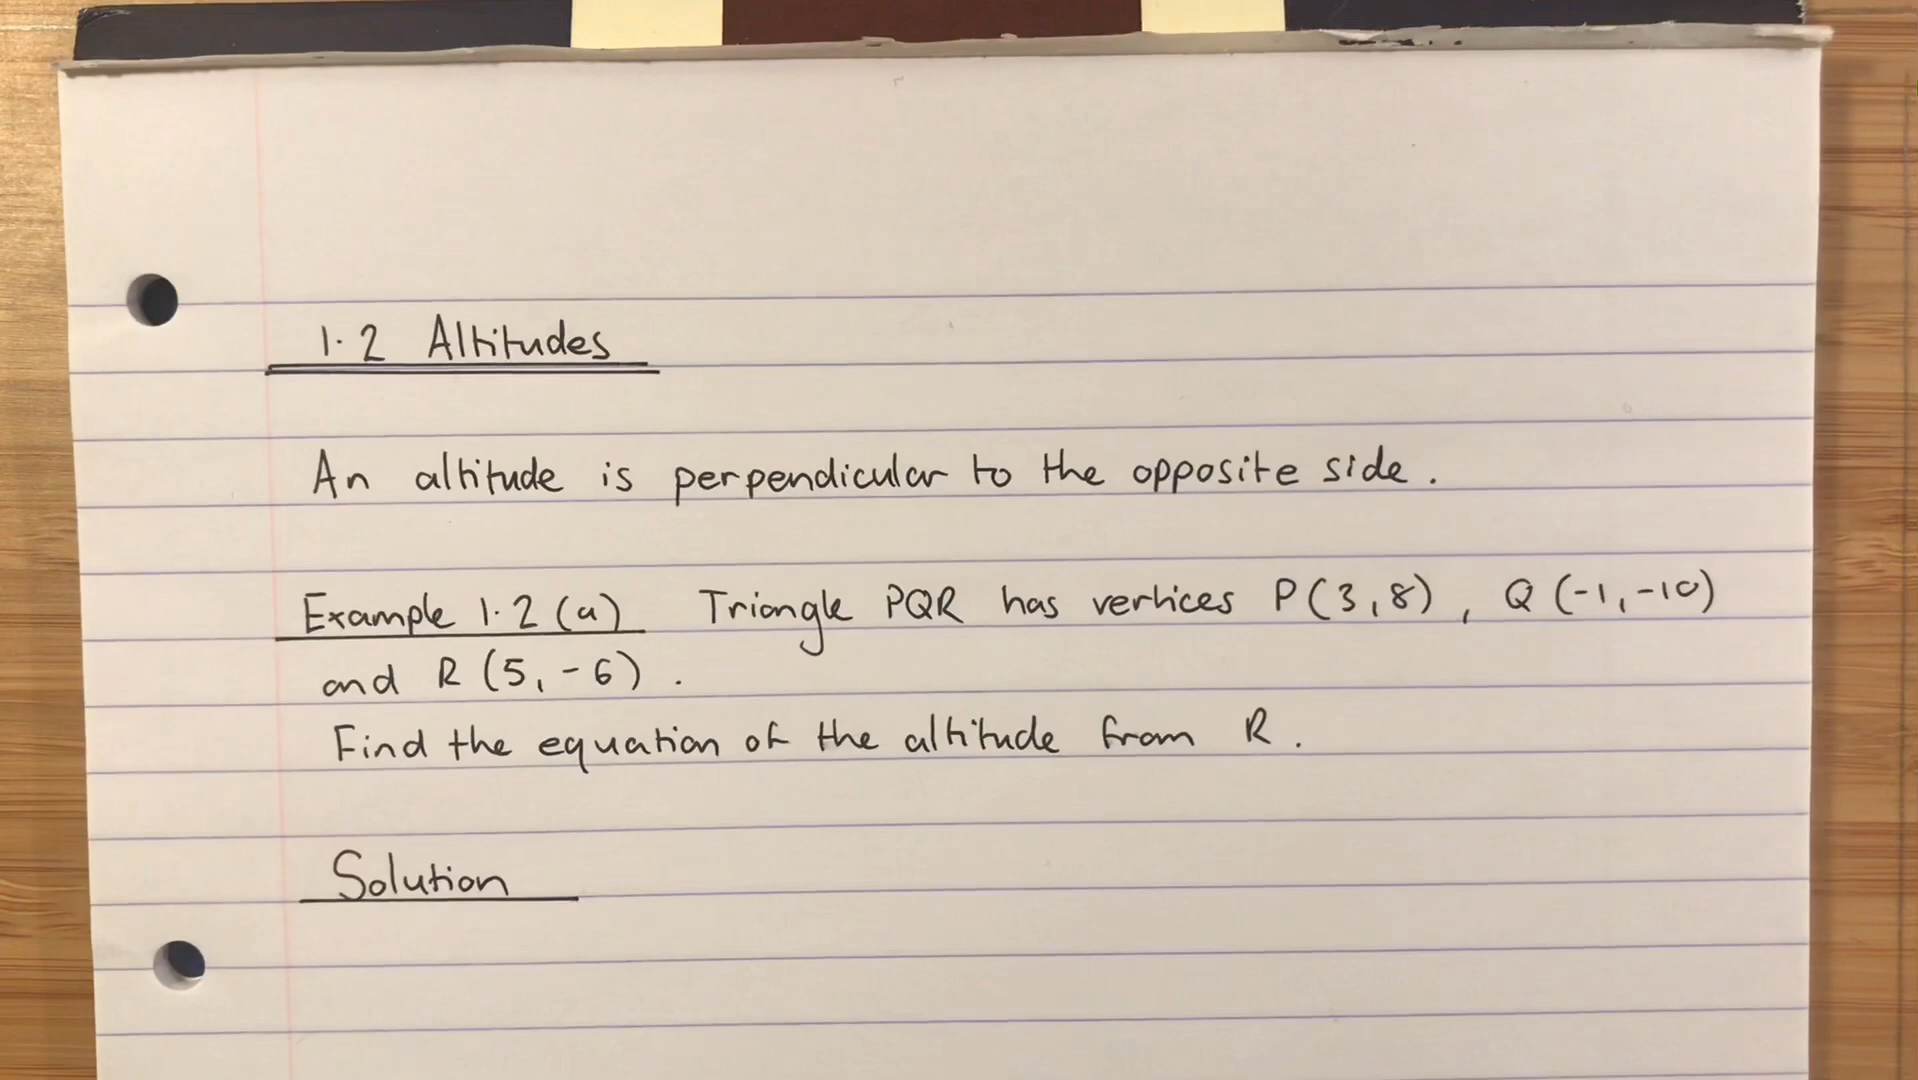 1.2 Altitudes
An altitude is perpendicular to the opposite side.
Example 1.2 (a) Triangle PQR has vertices P(3,8), Q(-1,-10)
and R(5,-6).
Find the equation of the altitude from R.
Solution